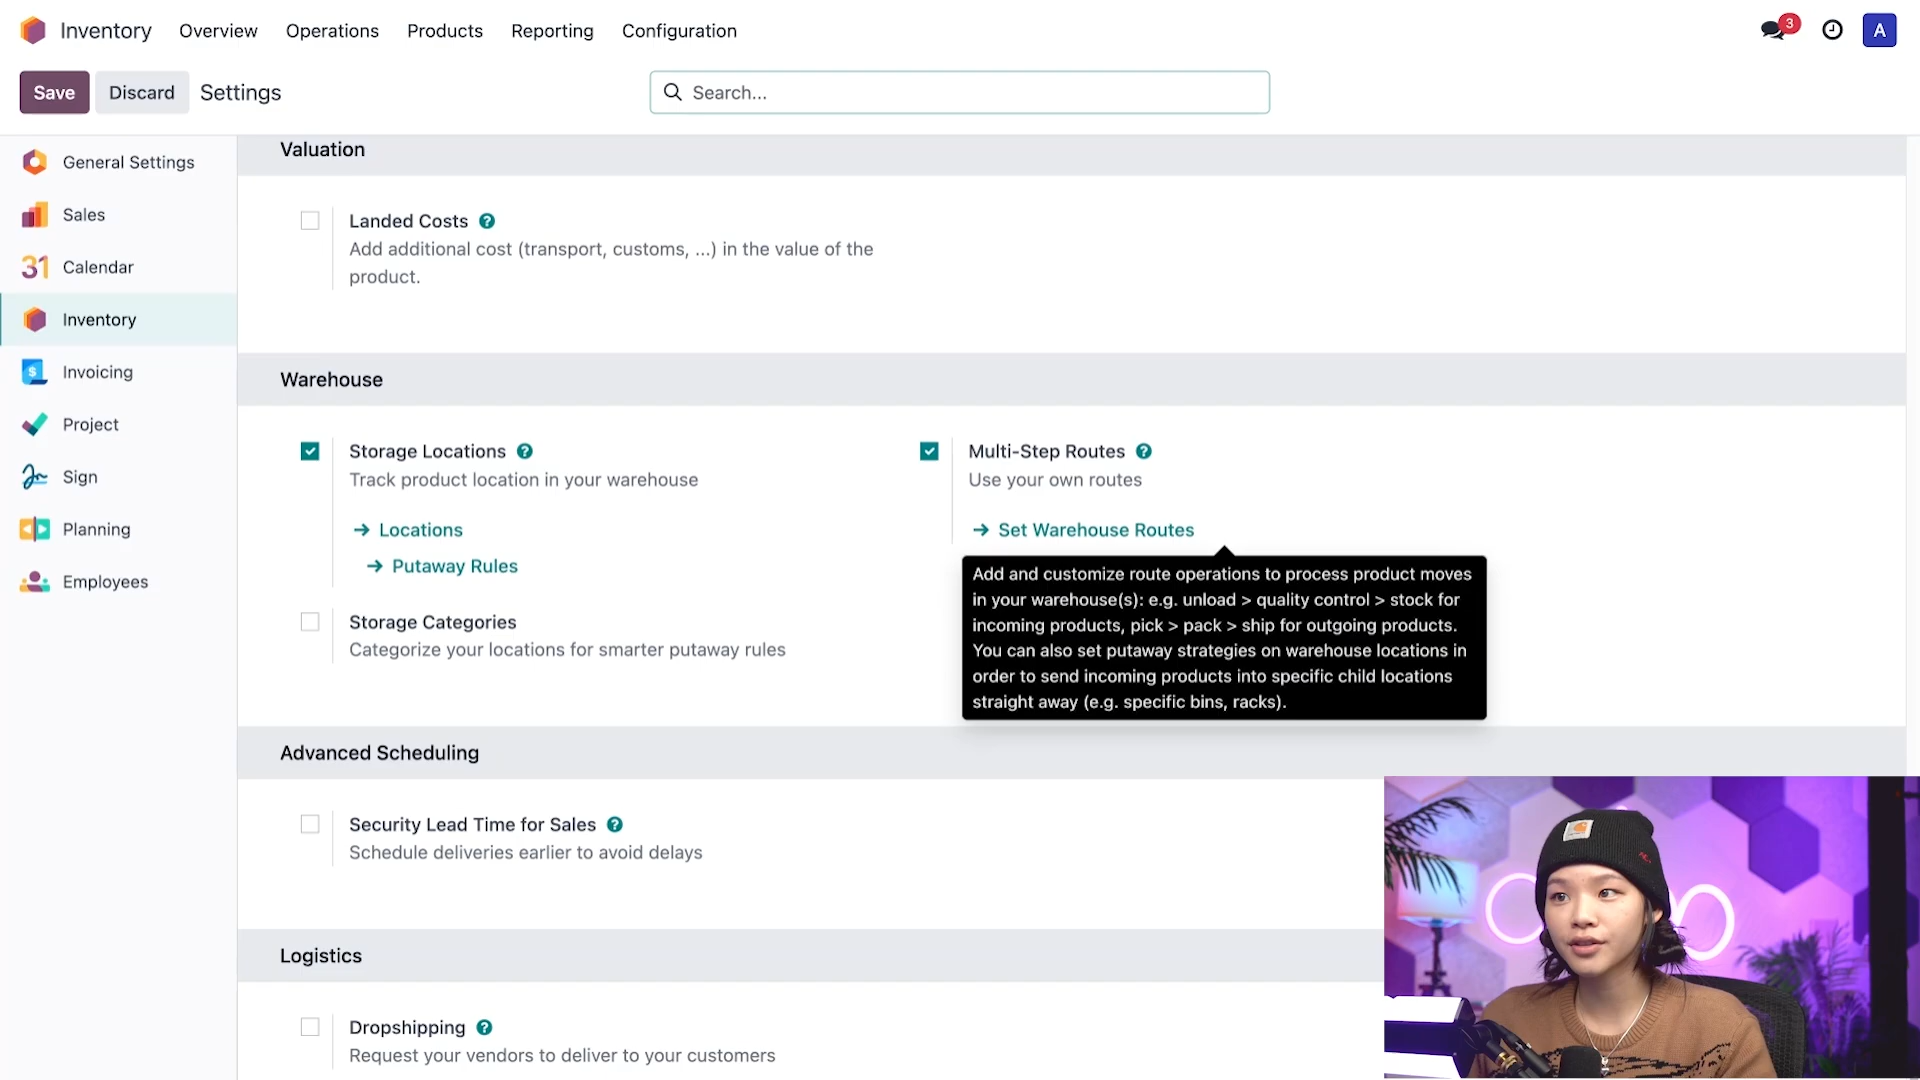 Inventory Overview Operations Products Reporting Configuration 3 A
Save Discard Settings Search...
General Settings
Sales
31 Calendar
Inventory
Invoicing
Project
Sign
Planning
Employees
Valuation
Landed Costs ?
Add additional cost (transport, customs, ...) in the value of the
product.
Warehouse
Storage Locations ?
Track product location in your warehouse
→ Locations
→ Putaway Rules
Multi-Step Routes ?
Use your own routes
→ Set Warehouse Routes
Add and customize route operations to process product moves
in your warehouse(s): e.g. unload > quality control > stock for
incoming products, pick > pack > ship for outgoing products.
You can also set putaway strategies on warehouse locations in
order to send incoming products into specific child locations
straight away (e.g. specific bins, racks).
Storage Categories
Categorize your locations for smarter putaway rules
Advanced Scheduling
Security Lead Time for Sales ?
Schedule deliveries earlier to avoid delays
Logistics
Dropshipping ?
Request your vendors to deliver to your customers